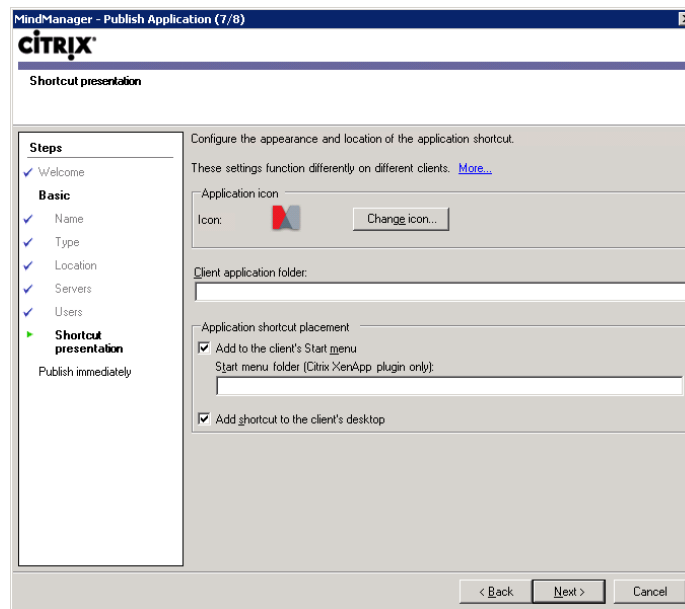 MindManager - Publish Application (7/8)
CITRIX
Shortcut presentation
Steps
Welcome
Basic
Name
Type
Location
Servers
Users
Shortcut
presentation
Publish immediately
Configure the appearance and location of the application shortcut.
These settings function differently on different clients. More...
Application icon
Icon:
Change icon...
Client application folder:
Application shortcut placement
Add to the client's Start menu
Start menu folder (Citrix XenApp plugin only):
Add shortcut to the client's desktop
< Back
Next >
Cancel